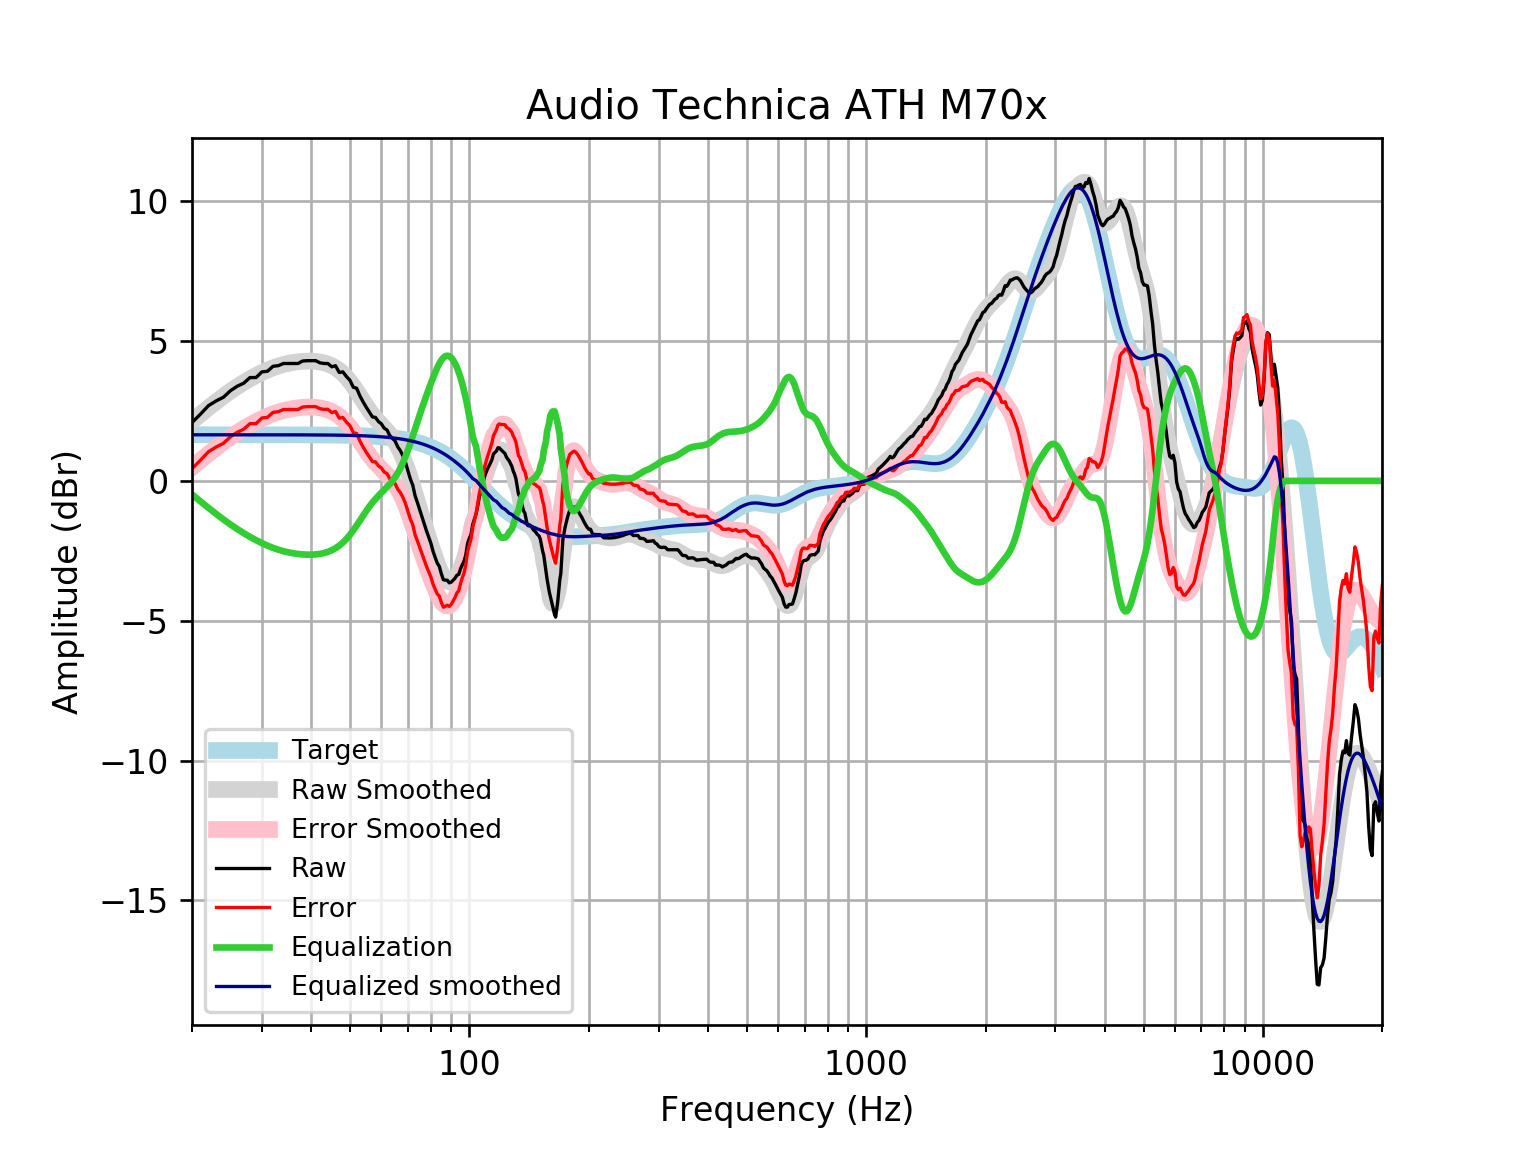 Audio Technica ATH M70x
10
5
0
−5
−10
−15
Amplitude (dBr)
Target
Raw Smoothed
Error Smoothed
Raw
Error
Equalization
Equalized smoothed
100 1000 10000
Frequency (Hz)